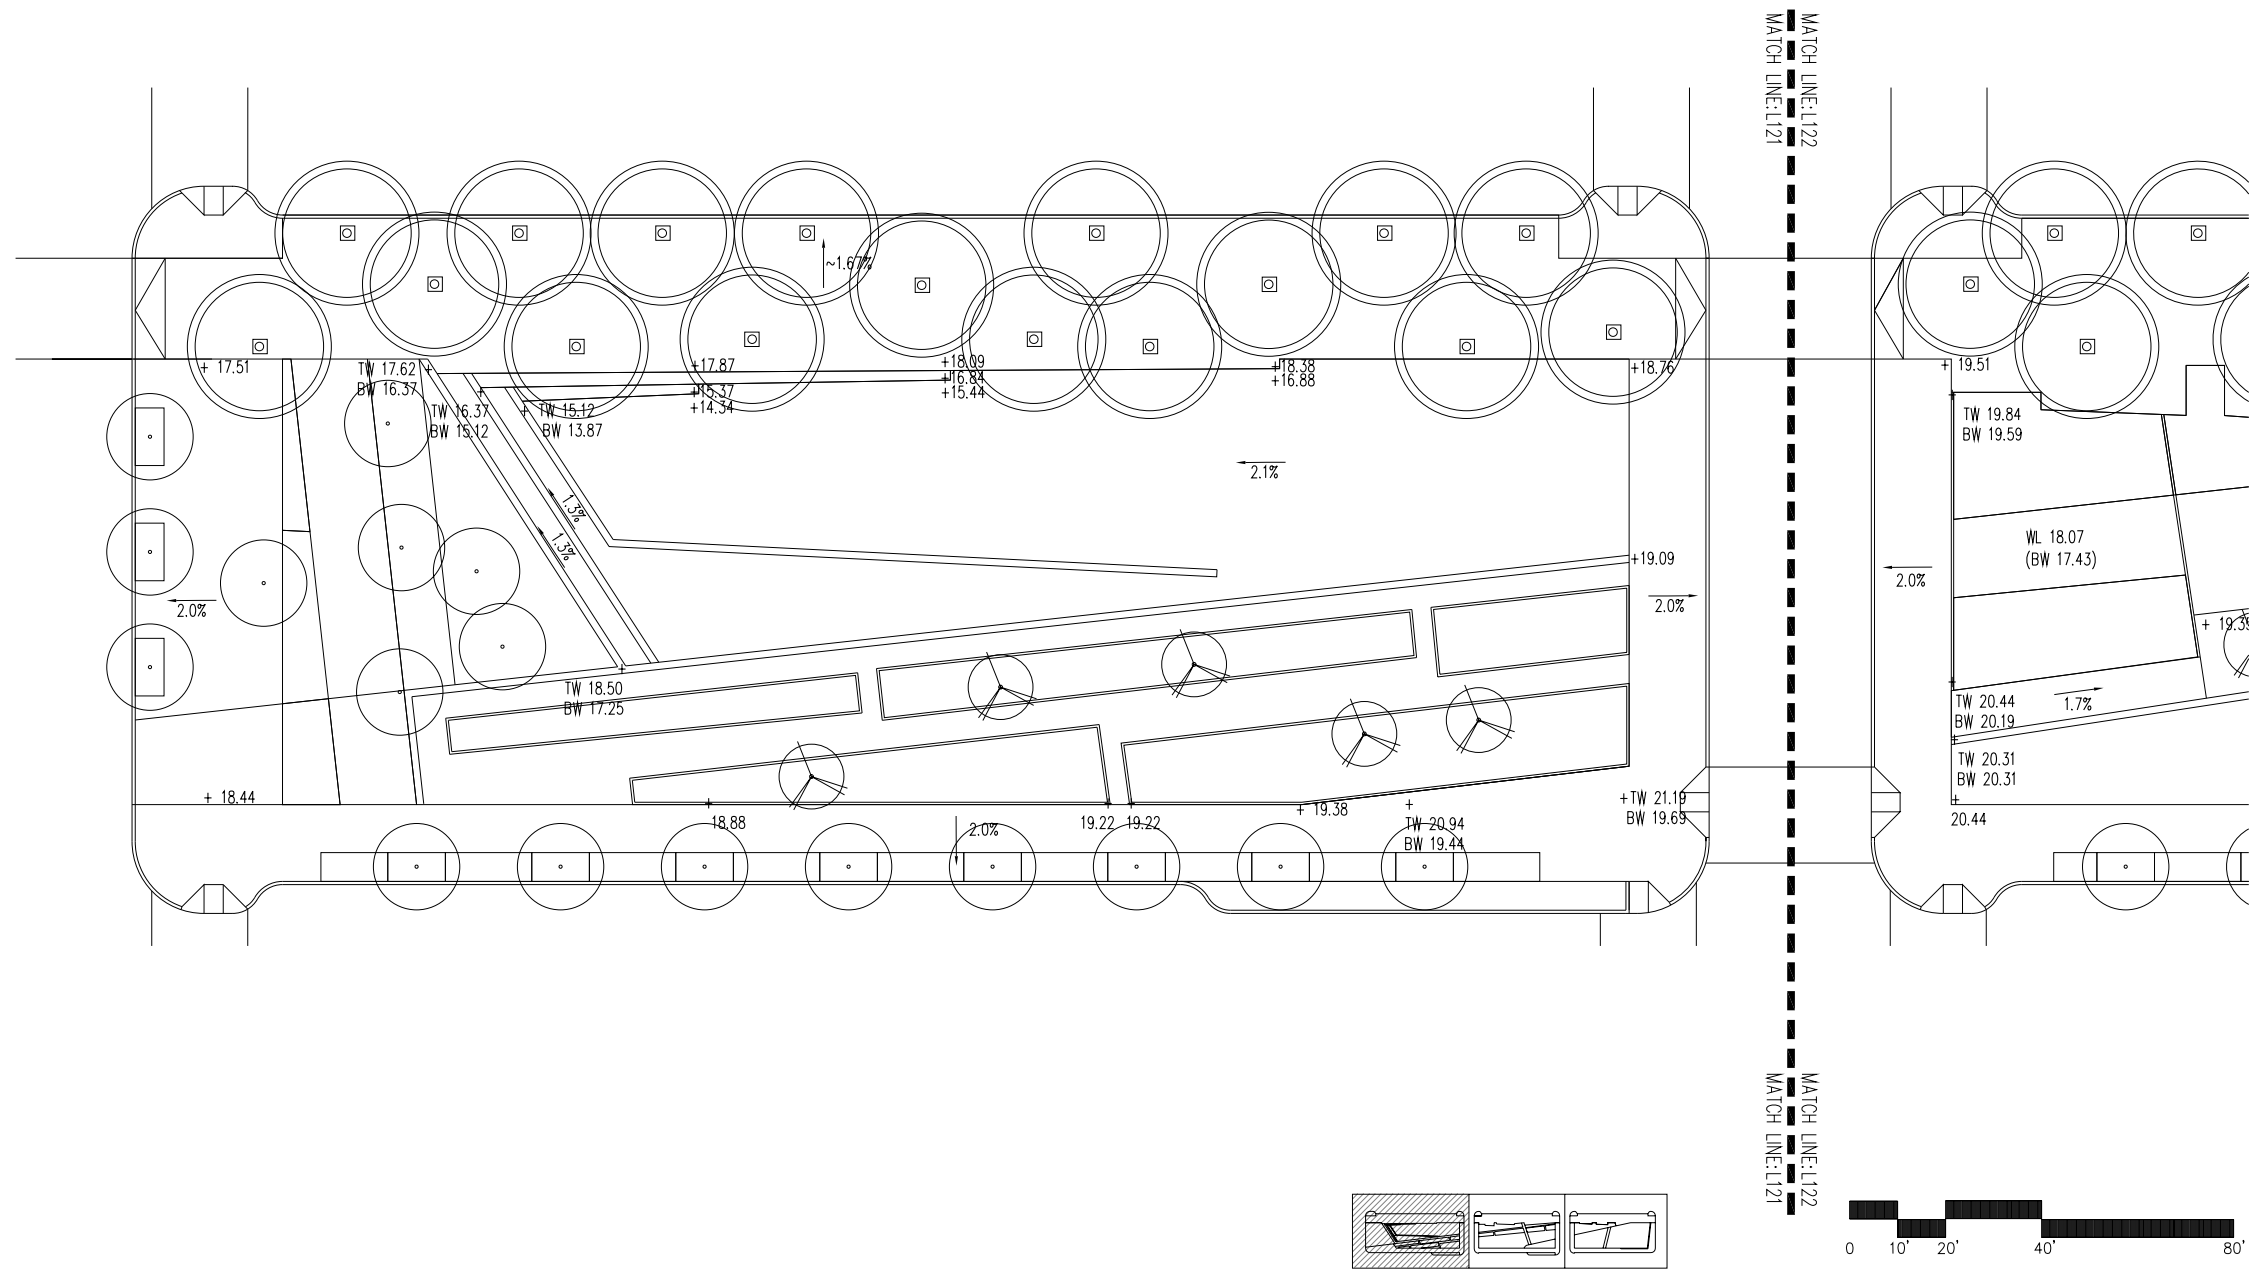 MATCH LINE:L121
MATCH LINE:L122
~1.67%
+ 17.51
TW 17.62
BW 16.37
+17.87
+15.37
+14.34
+18.09
+16.84
+15.44
+18.38
+16.88
+18.76
+ 19.51
TW 16.37
BW 15.12
TW 15.12
BW 13.87
TW 19.84
BW 19.59
2.1%
1.3%
1.3%
WL 18.07
(BW 17.43)
+19.09
2.0%
2.0%
2.0%
TW 18.50
BW 17.25
TW 20.44
BW 20.19
1.7%
TW 20.31
BW 20.31
+ 18.44
18.88
2.0%
19.22
19.22
+ 19.38
TW 20.94
BW 19.44
+TW 21.19
BW 19.69
20.44
MATCH LINE:L121
MATCH LINE:L122
0 10' 20' 40' 80'